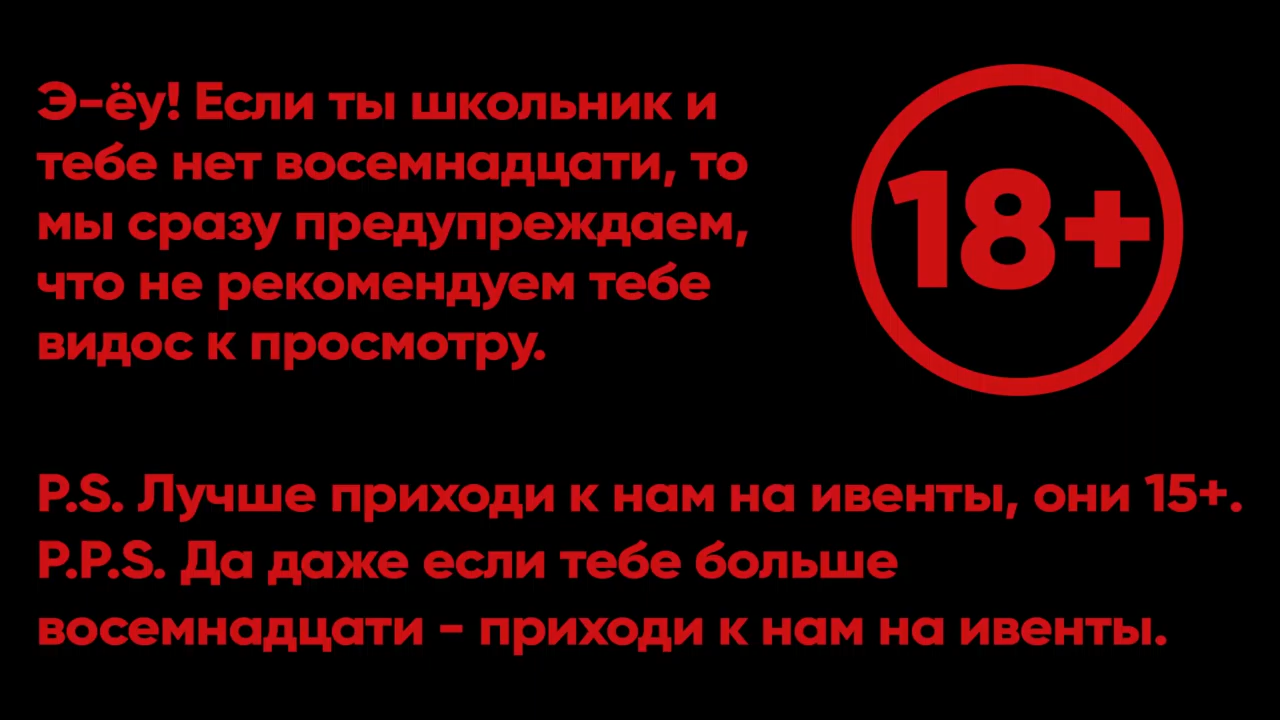 Э-ёу! Если ты школьник и
тебе нет восемнадцати, то
мы сразу предупреждаем,
что не рекомендуем тебе
видос к просмотру.
18+
P.S. Лучше приходи к нам на ивенты, они 15+.
P.P.S. Да даже если тебе больше
восемнадцати - приходи к нам на ивенты.